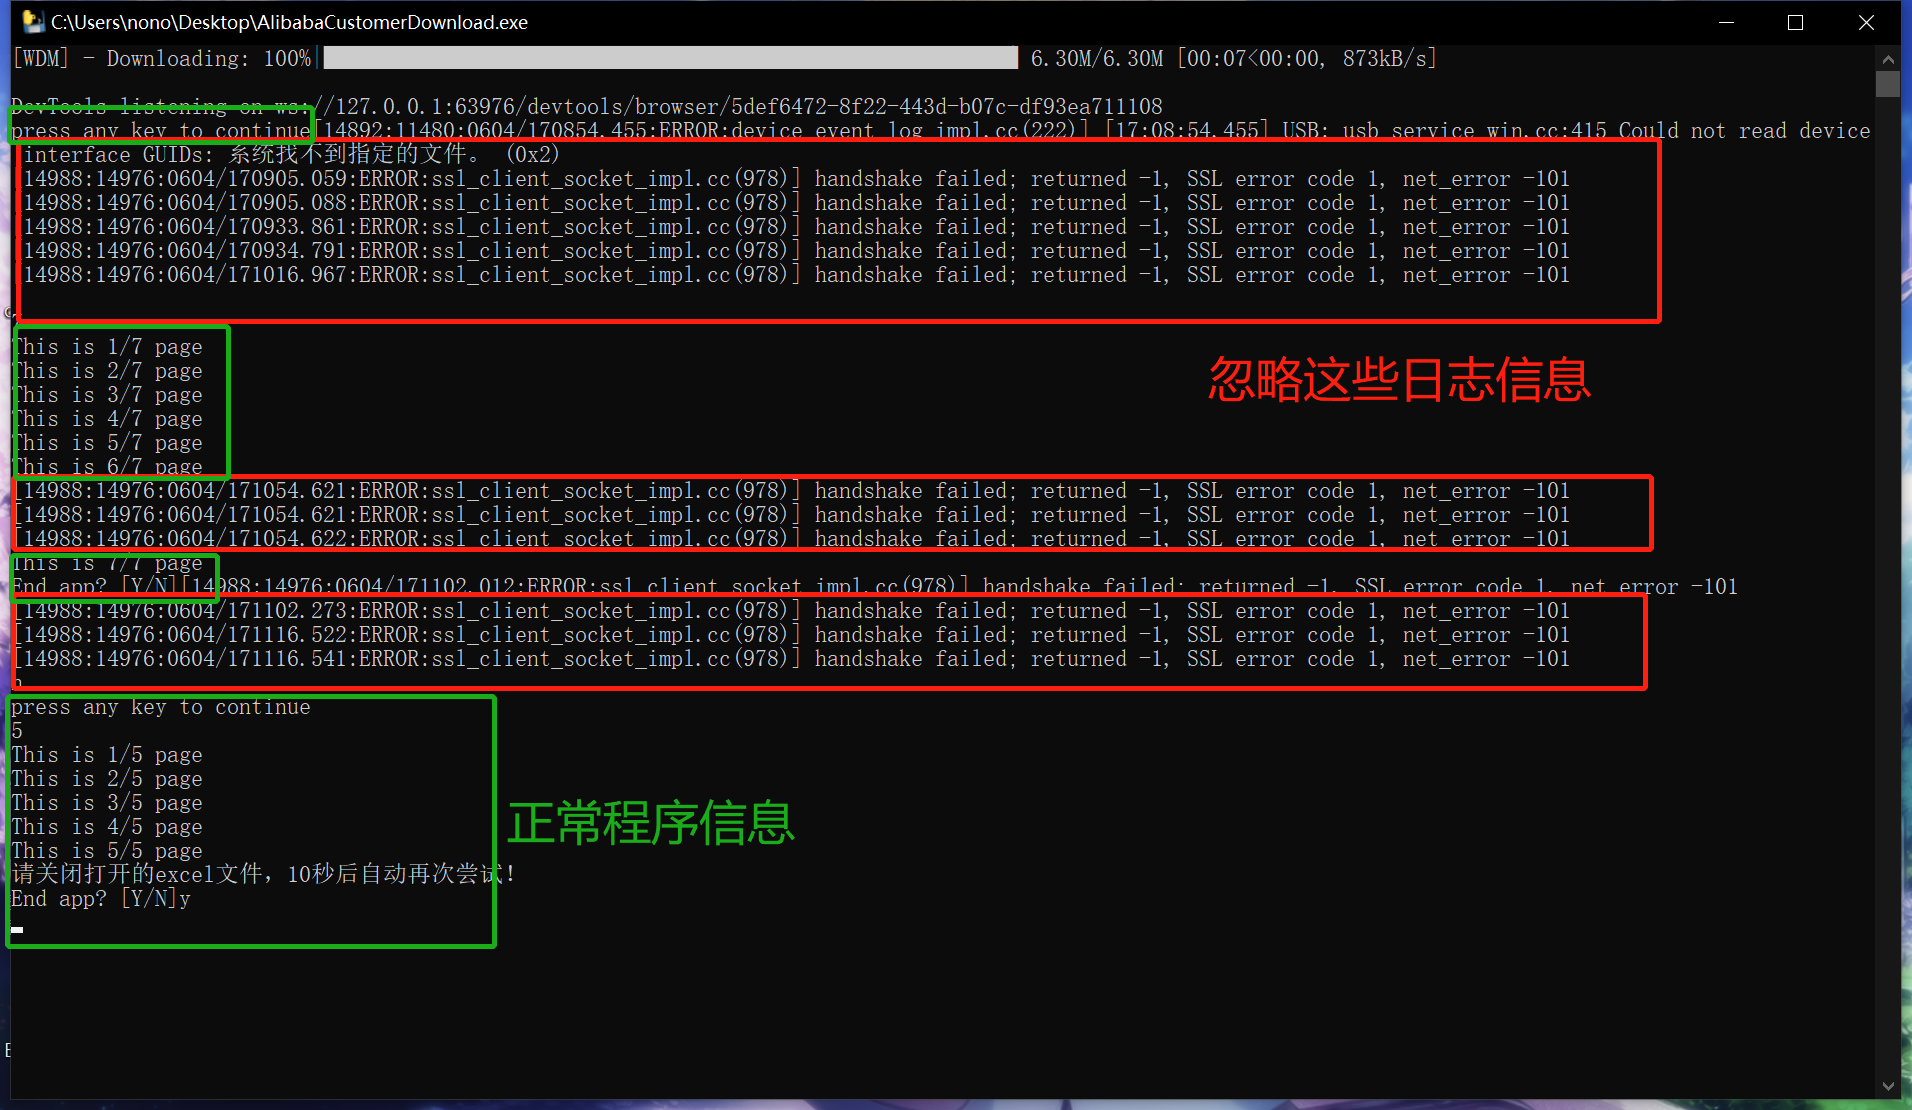 C:\Users\nono\Desktop\AlibabaCustomerDownload.exe
[WDM] - Downloading: 100%| 6.30M/6.30M [00:07<00:00, 873kB/s]
DevTools listening on ws://127.0.0.1:63976/devtools/browser/5def6472-8f22-443d-b07c-df93ea711108
press any key to continue[14892:11480:0604/170854.455:ERROR:device_event_log_impl.cc(222)] [17:08:54.455] USB: usb_service_win.cc:415 Could not read device
interface GUIDs: 系统找不到指定的文件。 (0x2)
[14988:14976:0604/170905.059:ERROR:ssl_client_socket_impl.cc(978)] handshake failed; returned -1, SSL error code 1, net_error -101
[14988:14976:0604/170905.088:ERROR:ssl_client_socket_impl.cc(978)] handshake failed; returned -1, SSL error code 1, net_error -101
[14988:14976:0604/170933.861:ERROR:ssl_client_socket_impl.cc(978)] handshake failed; returned -1, SSL error code 1, net_error -101
[14988:14976:0604/170934.791:ERROR:ssl_client_socket_impl.cc(978)] handshake failed; returned -1, SSL error code 1, net_error -101
[14988:14976:0604/171016.967:ERROR:ssl_client_socket_impl.cc(978)] handshake failed; returned -1, SSL error code 1, net_error -101
This is 1/7 page
This is 2/7 page
忽略这些日志信息
This is 3/7 page
This is 4/7 page
This is 5/7 page
This is 6/7 page
[14988:14976:0604/171054.621:ERROR:ssl_client_socket_impl.cc(978)] handshake failed; returned -1, SSL error code 1, net_error -101
[14988:14976:0604/171054.621:ERROR:ssl_client_socket_impl.cc(978)] handshake failed; returned -1, SSL error code 1, net_error -101
[14988:14976:0604/171054.622:ERROR:ssl_client_socket_impl.cc(978)] handshake failed; returned -1, SSL error code 1, net_error -101
This is 7/7 page
End app? [Y/N][14988:14976:0604/171102.012:ERROR:ssl_client_socket_impl.cc(978)] handshake failed; returned -1, SSL error code 1, net_error -101
[14988:14976:0604/171102.273:ERROR:ssl_client_socket_impl.cc(978)] handshake failed; returned -1, SSL error code 1, net_error -101
[14988:14976:0604/171116.522:ERROR:ssl_client_socket_impl.cc(978)] handshake failed; returned -1, SSL error code 1, net_error -101
[14988:14976:0604/171116.541:ERROR:ssl_client_socket_impl.cc(978)] handshake failed; returned -1, SSL error code 1, net_error -101
n
press any key to continue
5
This is 1/5 page
This is 2/5 page
This is 3/5 page
正常程序信息
This is 4/5 page
This is 5/5 page
请关闭打开的excel文件，10秒后自动再次尝试！
End app? [Y/N]y